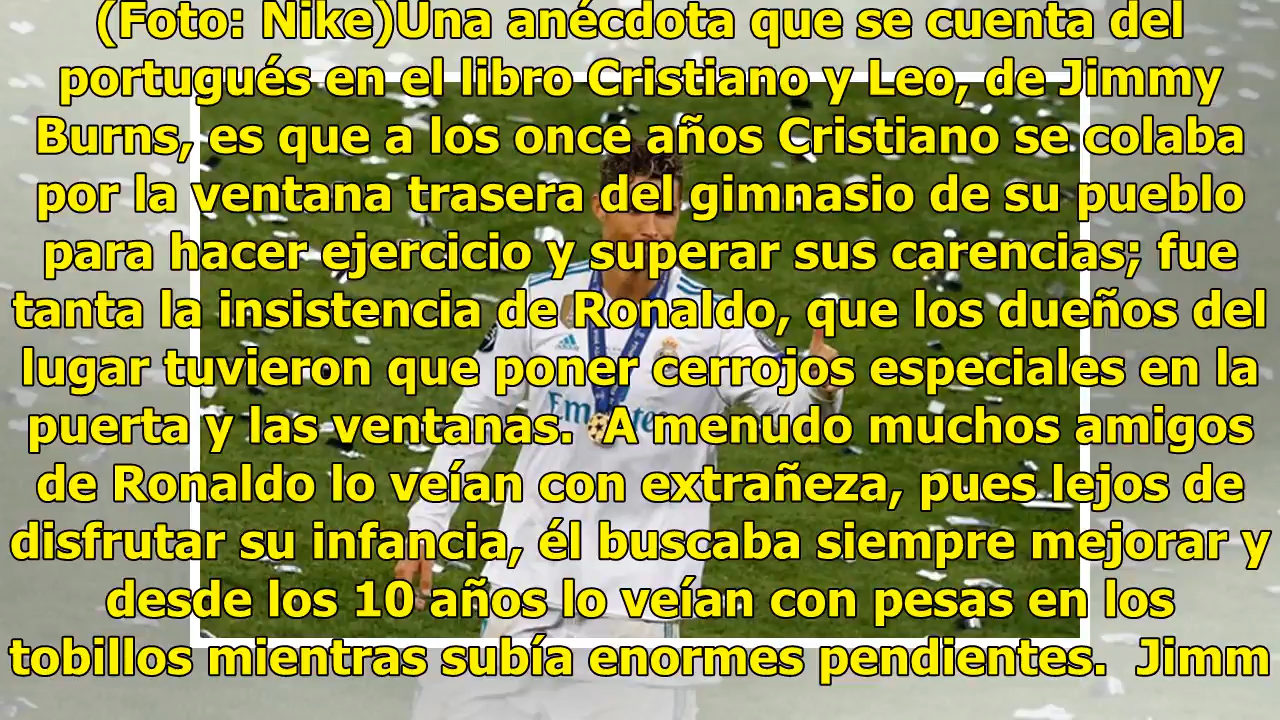 (Foto: Nike)Una anécdota que se cuenta del
portugués en el libro Cristiano y Leo, de Jimmy
Burns, es que a los once años Cristiano se colaba
por la ventana trasera del gimnasio de su pueblo
para hacer ejercicio y superar sus carencias; fue
tanta la insistencia de Ronaldo, que los dueños del
lugar tuvieron que poner cerrojos especiales en la
puerta y las ventanas.  A menudo muchos amigos
de Ronaldo lo veían con extrañeza, pues lejos de
disfrutar su infancia, él buscaba siempre mejorar y
desde los 10 años lo veían con pesas en los
tobillos mientras subía enormes pendientes.  Jimm